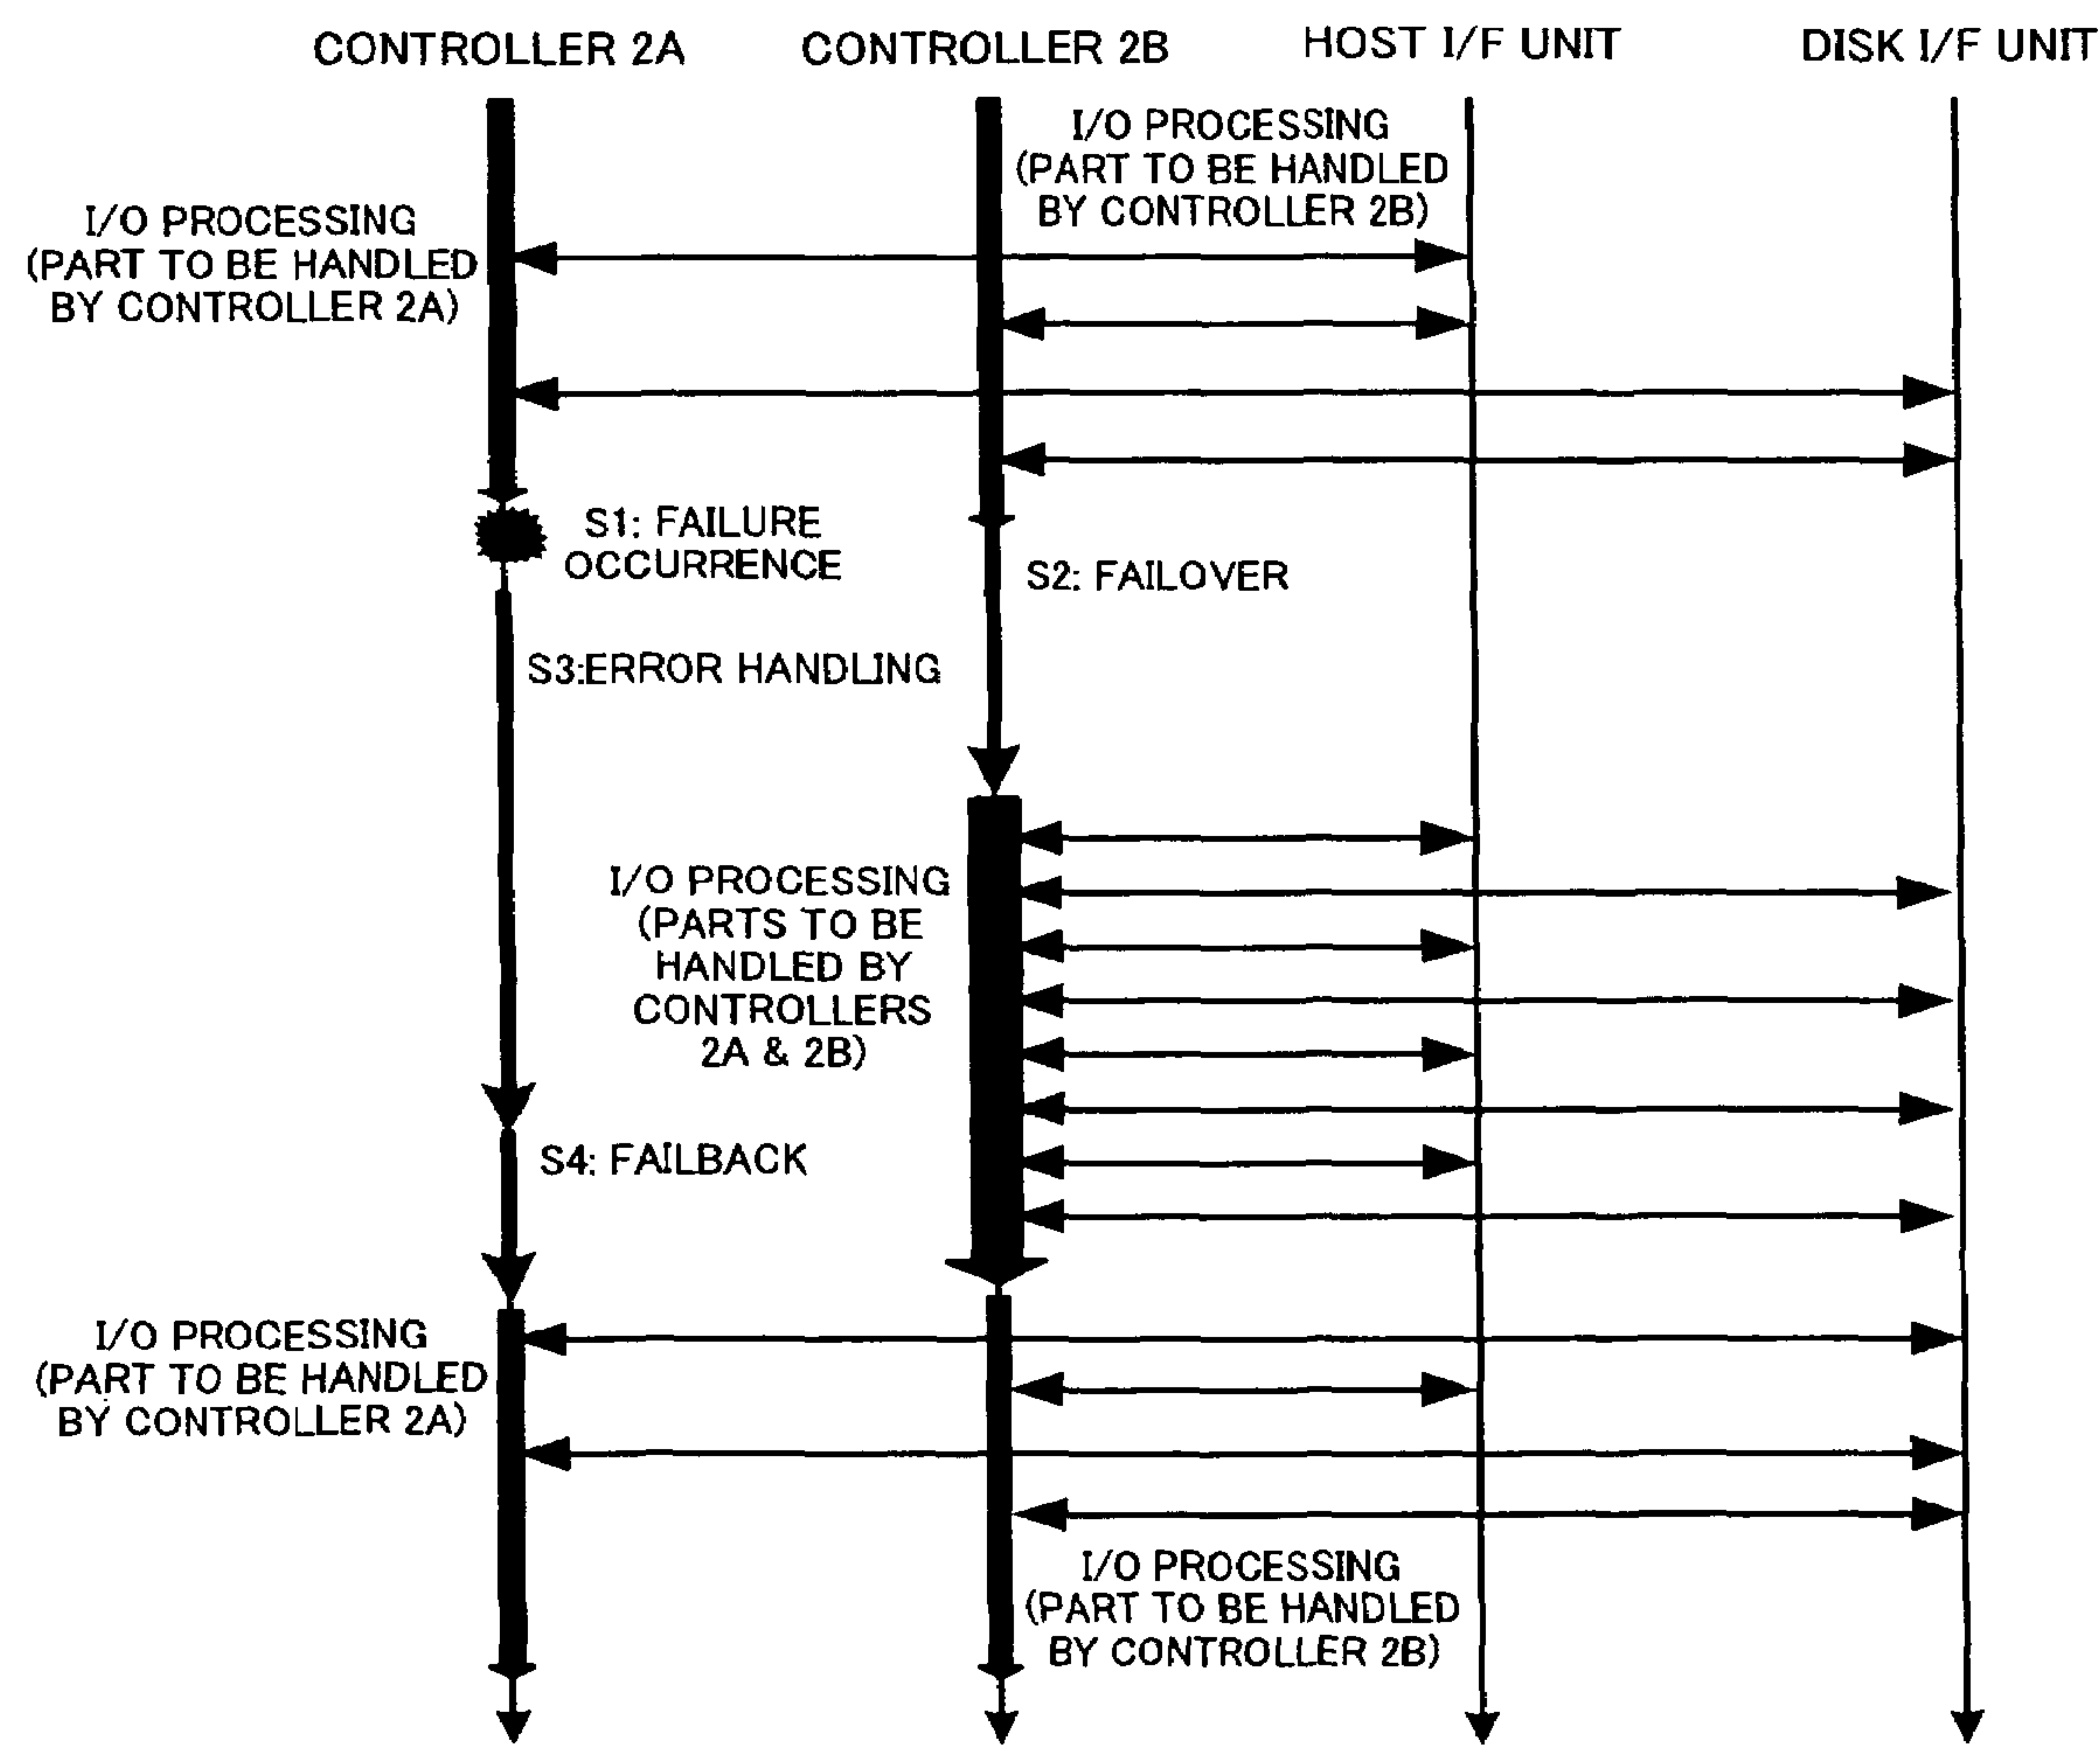 CONTROLLER 2A
CONTROLLER 2B
HOST I/F UNIT
DISK I/F UNIT
I/O PROCESSING
(PART TO BE HANDLED
BY CONTROLLER 2B)
I/O PROCESSING
(PART TO BE HANDLED
BY CONTROLLER 2A)
S1: FAILURE
OCCURRENCE
S2: FAILOVER
S3:ERROR HANDLING
I/O PROCESSING
(PARTS TO BE
HANDLED BY
CONTROLLERS
2A & 2B)
S4: FAILBACK
I/O PROCESSING
(PART TO BE HANDLED
BY CONTROLLER 2A)
I/O PROCESSING
(PART TO BE HANDLED
BY CONTROLLER 2B)